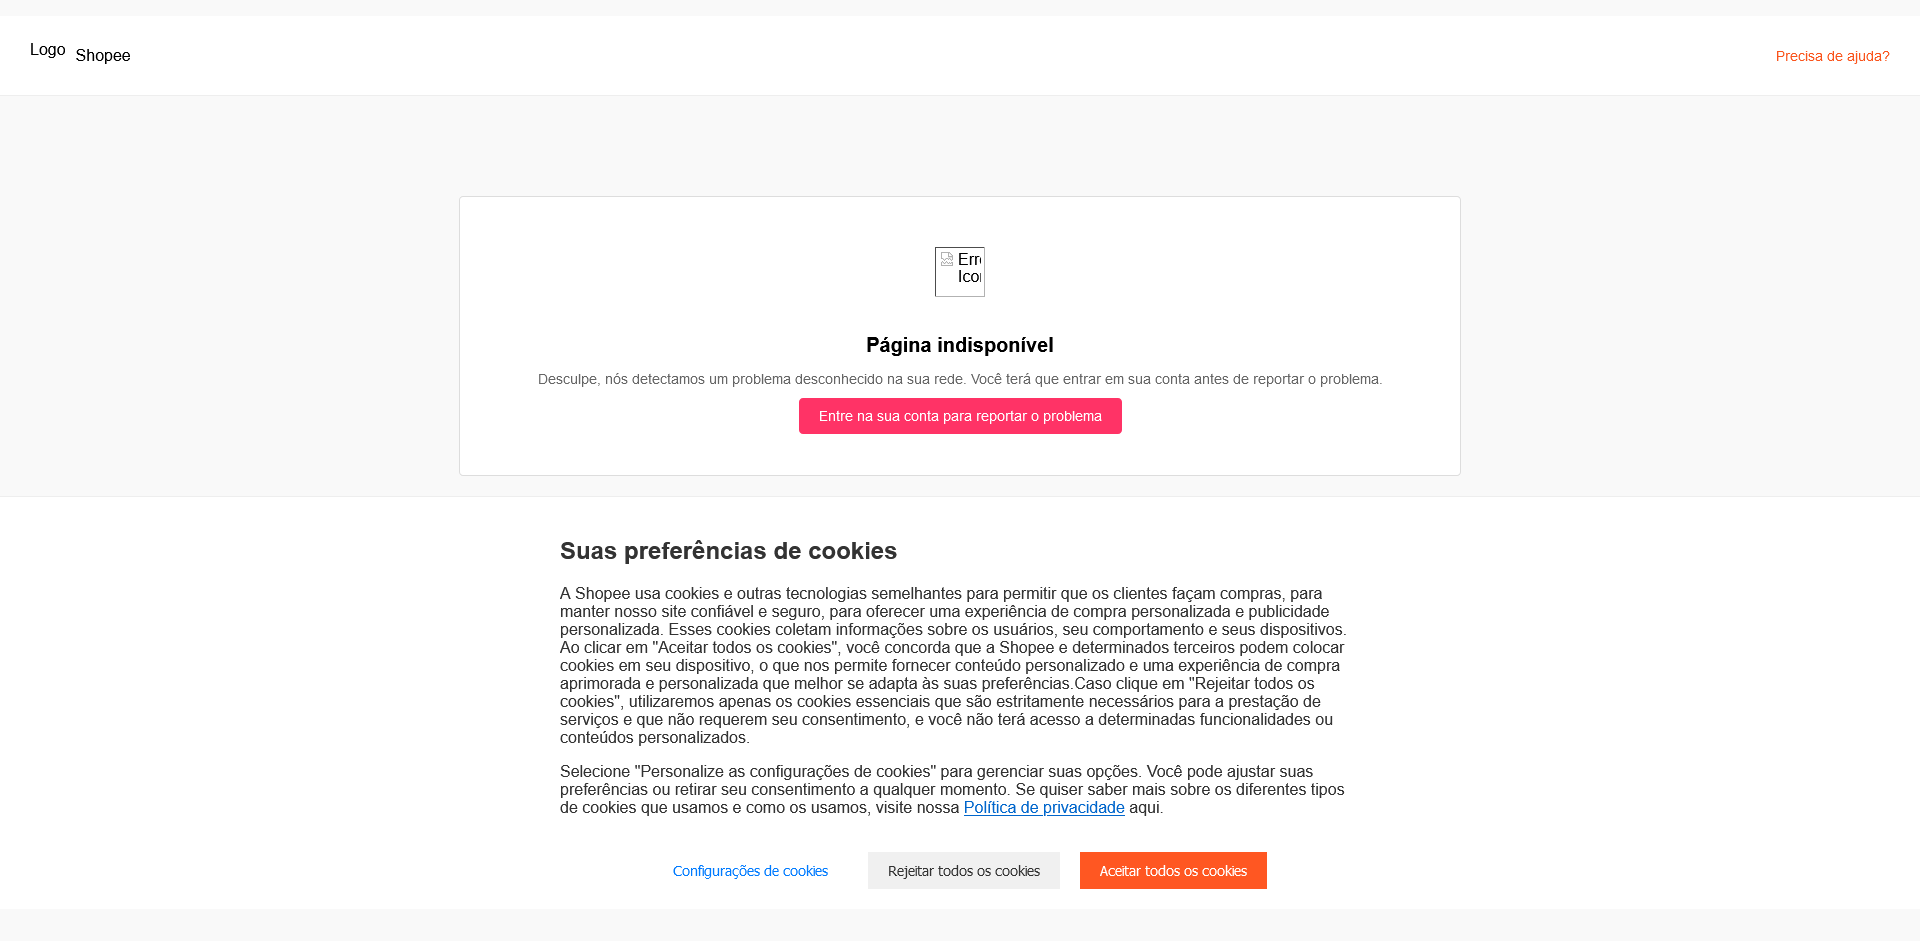 Logo
Shopee
Precisa de ajuda?
Página indisponível
Desculpe, nós detectamos um problema desconhecido na sua rede. Você terá que entrar em sua conta antes de reportar o problema.
Entre na sua conta para reportar o problema
Suas preferências de cookies
A Shopee usa cookies e outras tecnologias semelhantes para permitir que os clientes façam compras, para
manter nosso site confiável e seguro, para oferecer uma experiência de compra personalizada e publicidade
personalizada. Esses cookies coletam informações sobre os usuários, seu comportamento e seus dispositivos.
Ao clicar em "Aceitar todos os cookies", você concorda que a Shopee e determinados terceiros podem colocar
cookies em seu dispositivo, o que nos permite fornecer conteúdo personalizado e uma experiência de compra
aprimorada e personalizada que melhor se adapta às suas preferências.Caso clique em "Rejeitar todos os
cookies", utilizaremos apenas os cookies essenciais que são estritamente necessários para a prestação de
serviços e que não requerem seu consentimento, e você não terá acesso a determinadas funcionalidades ou
conteúdos personalizados.
Selecione "Personalize as configurações de cookies" para gerenciar suas opções. Você pode ajustar suas
preferências ou retirar seu consentimento a qualquer momento. Se quiser saber mais sobre os diferentes tipos
de cookies que usamos e como os usamos, visite nossa Política de privacidade aqui.
Configurações de cookies
Rejeitar todos os cookies
Aceitar todos os cookies